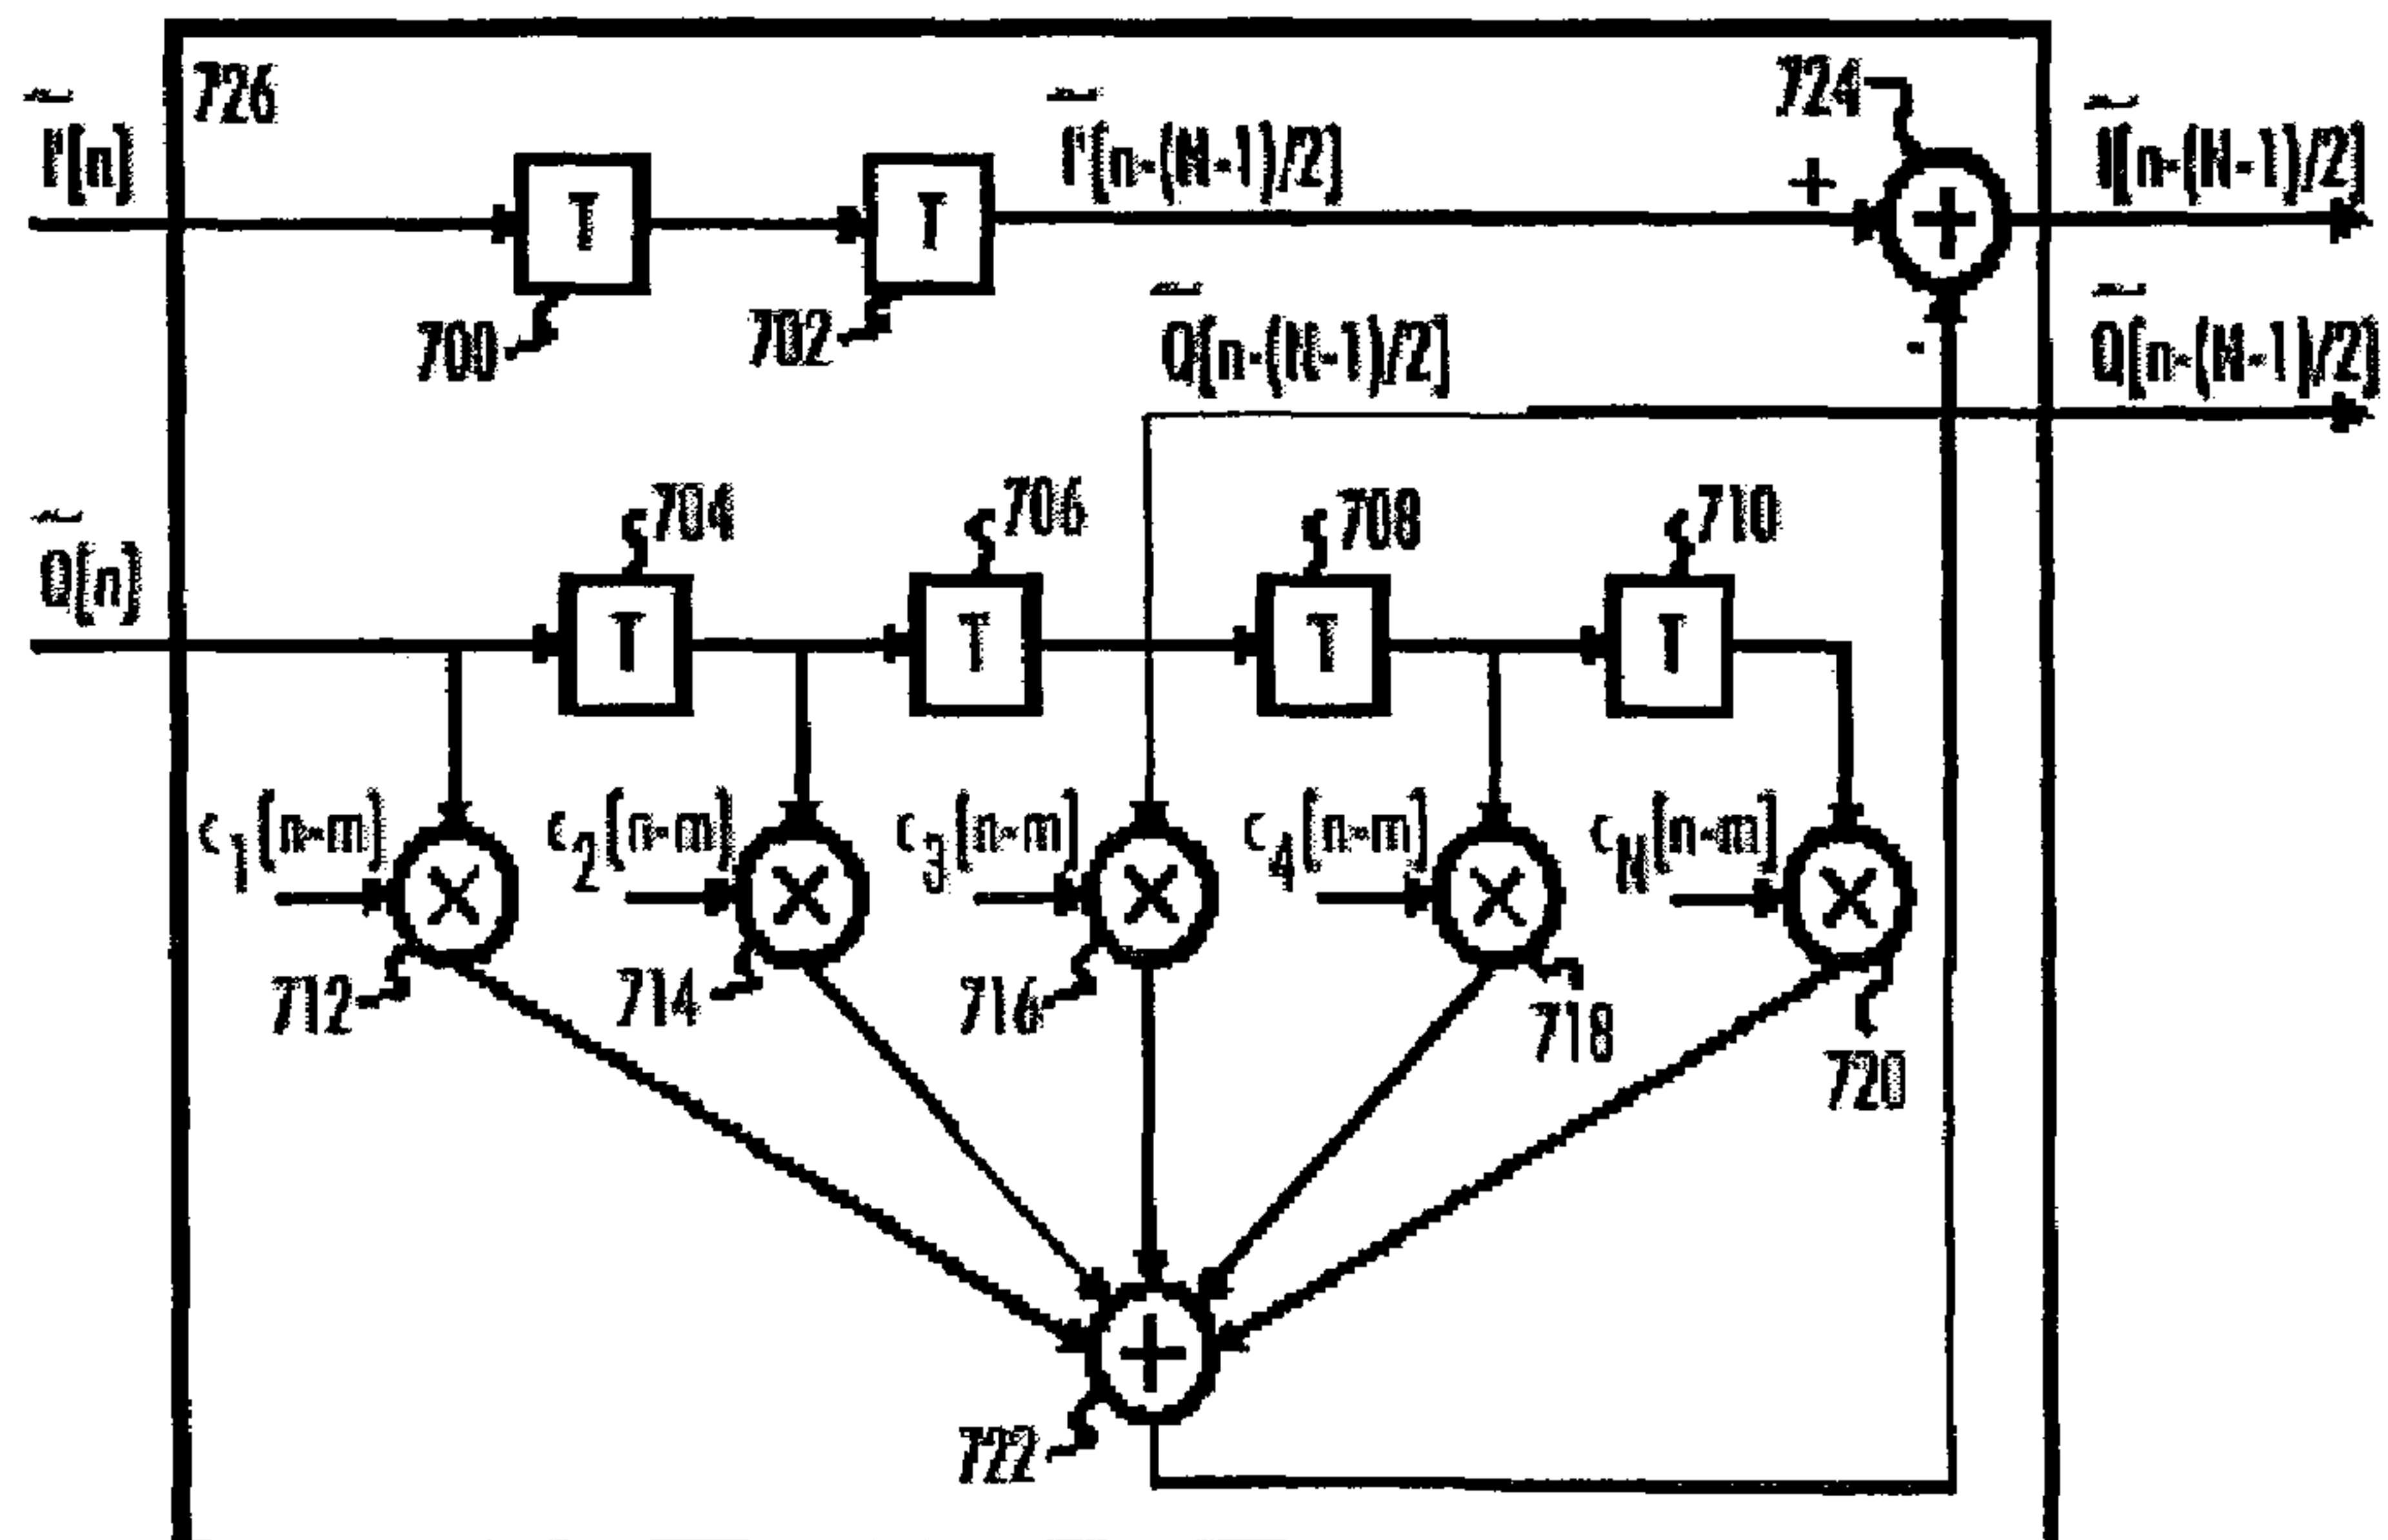 726
724
Ĩ'(n)
Ĩ'[n-(N-1)/2]
Ĩ[n-(N-1)/2]
+
+
T
T
700
702
Q̃[n-(N-1)/2]
Q̃[n-(N-1)/2]
-
Q̃(n)
704
706
708
710
T
T
T
T
c1(n-m)
c2(n-m)
c3(n-m)
c4(n-m)
cN(n-m)
X
X
X
X
X
712
714
716
718
720
+
722